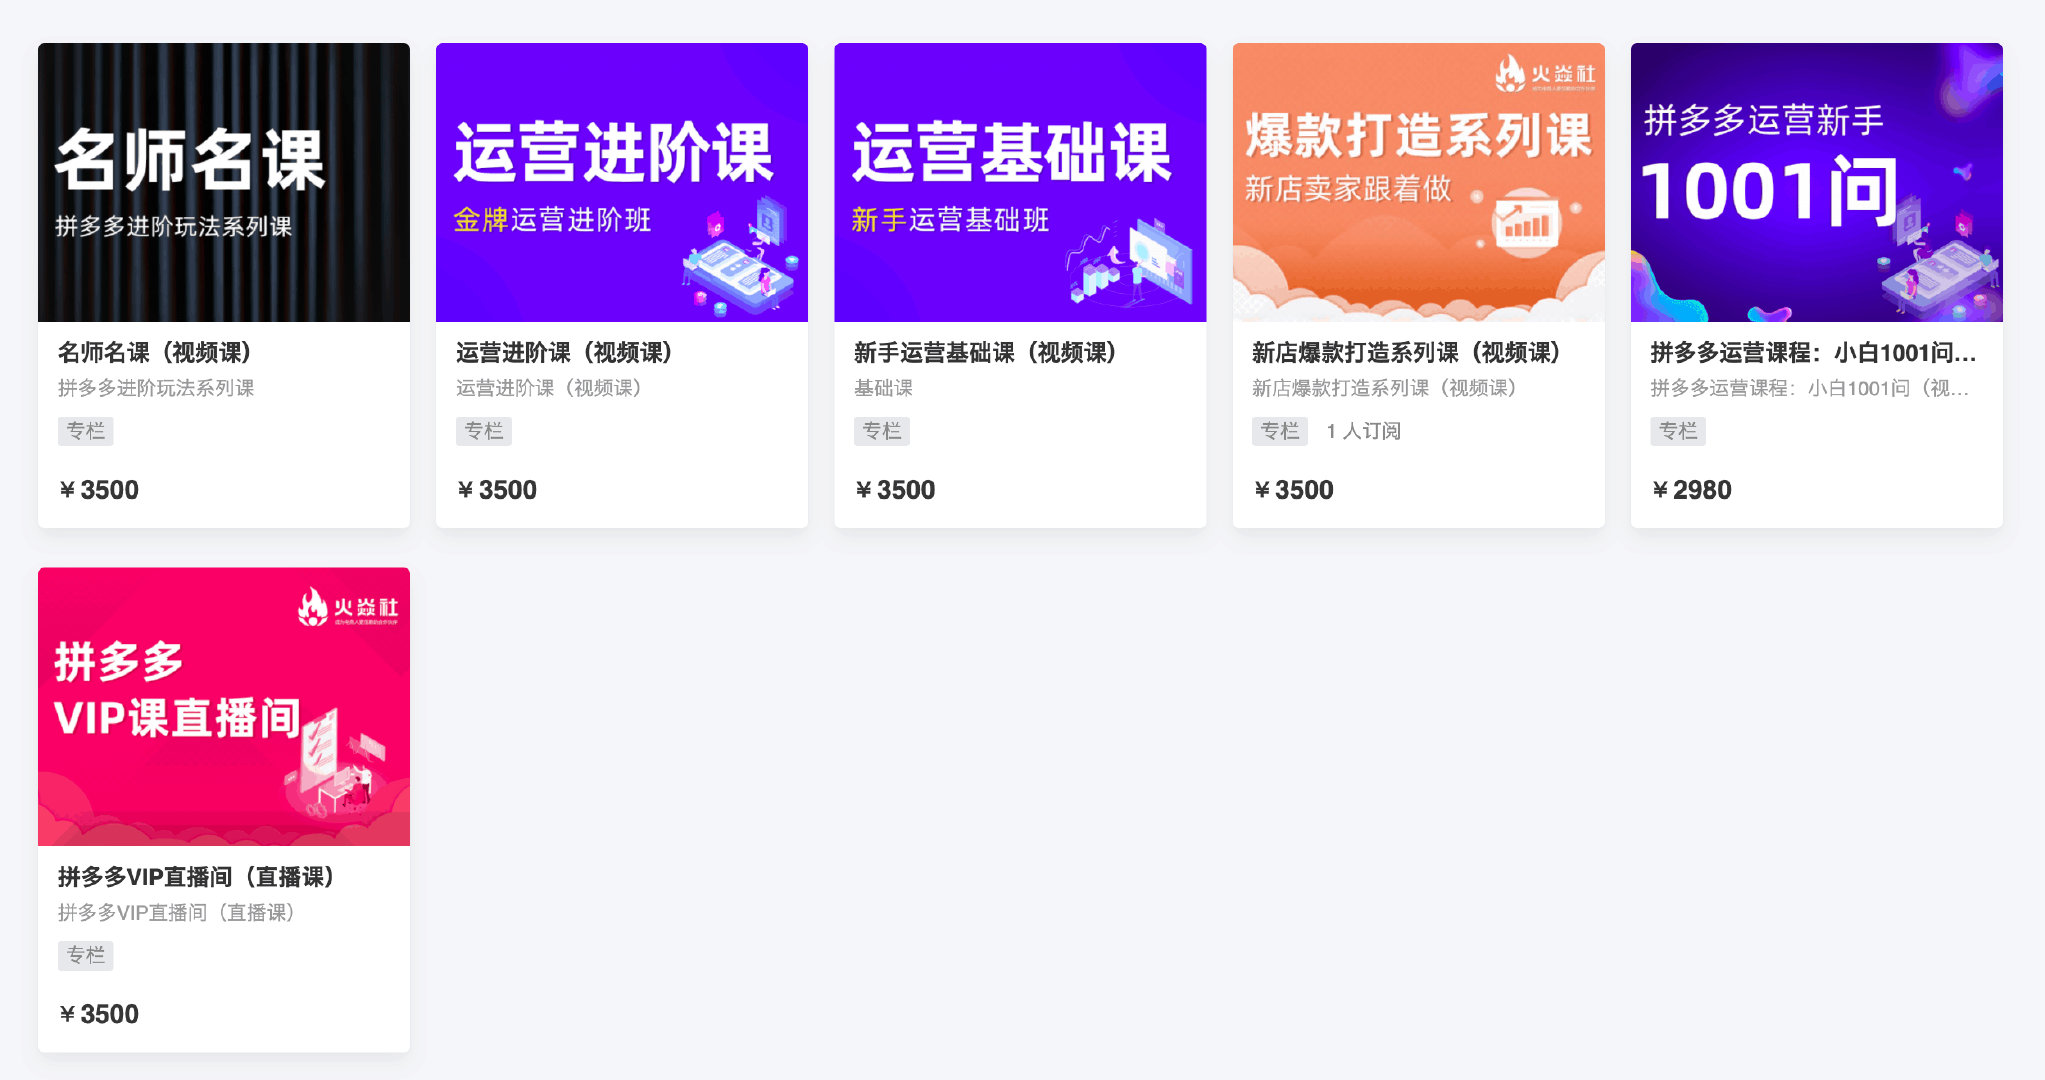 名师名课
拼多多进阶玩法系列课
名师名课（视频课）
拼多多进阶玩法系列课
专栏
￥3500
运营进阶课
金牌运营进阶班
运营进阶课（视频课）
运营进阶课（视频课）
专栏
￥3500
运营基础课
新手运营基础班
新手运营基础课（视频课）
基础课
专栏
￥3500
火焱社
爆款打造系列课
新店卖家跟着做
新店爆款打造系列课（视频课）
新店爆款打造系列课（视频课）
专栏 1 人订阅
￥3500
拼多多运营新手
1001问
拼多多运营课程：小白1001问...
拼多多运营课程：小白1001问（视...
专栏
￥2980
火焱社
拼多多
VIP课直播间
拼多多VIP直播间（直播课）
拼多多VIP直播间（直播课）
专栏
￥3500